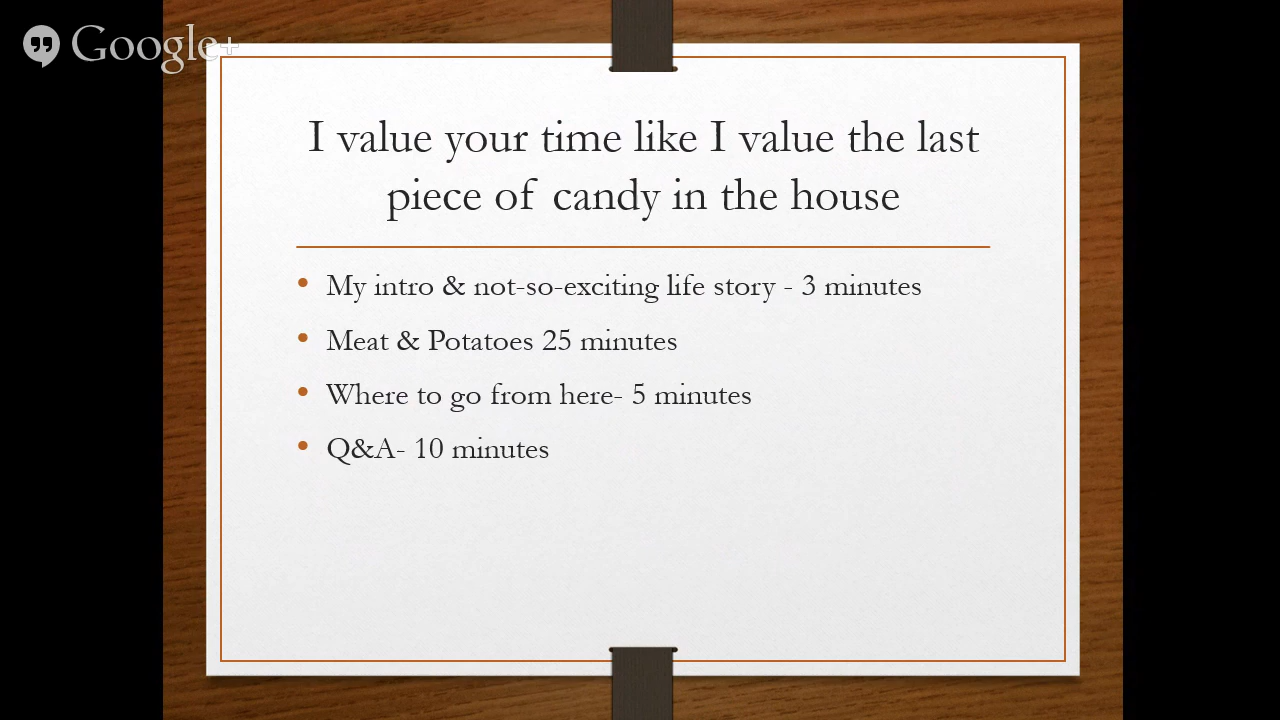 Google+
I value your time like I value the last
piece of candy in the house
• My intro & not-so-exciting life story - 3 minutes
• Meat & Potatoes 25 minutes
• Where to go from here- 5 minutes
• Q&A- 10 minutes